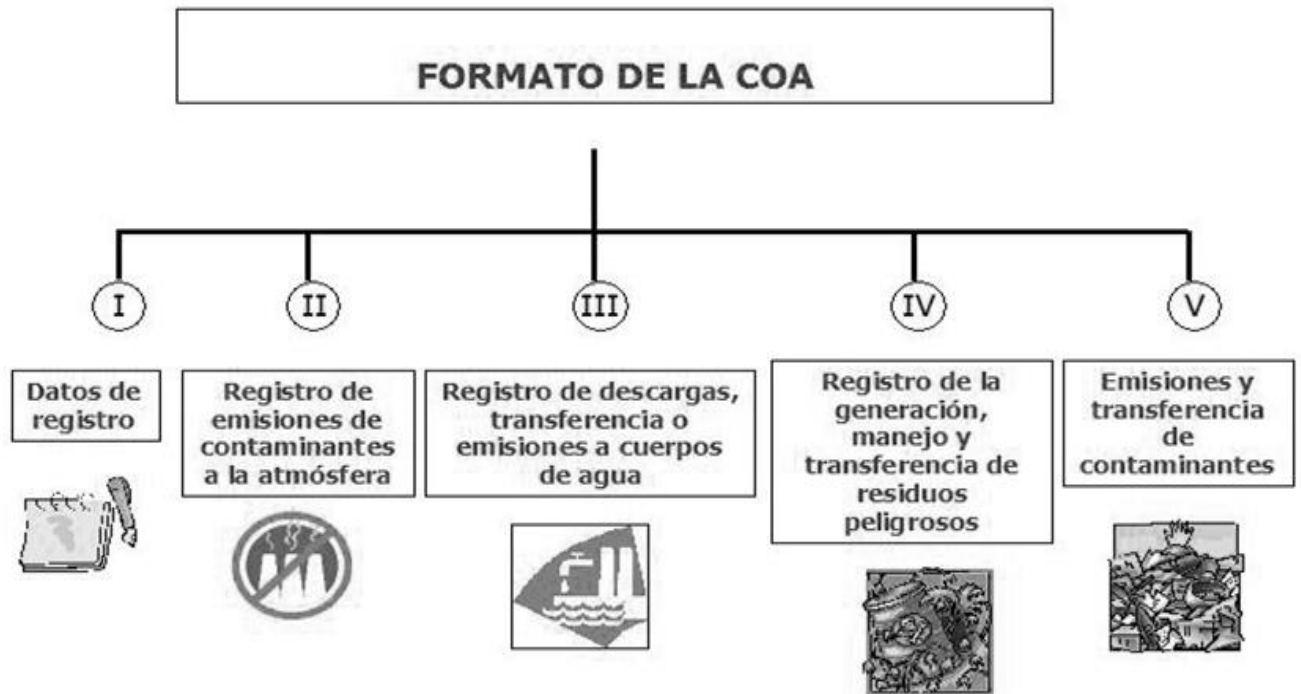 FORMATO DE LA COA
I
II
III
IV
V
Datos de
registro
Registro de
emisiones de
contaminantes
a la atmósfera
Registro de descargas,
transferencia o
emisiones a cuerpos
de agua
Registro de la
generación,
manejo y
transferencia de
residuos
peligrosos
Emisiones y
transferencia
de
contaminantes